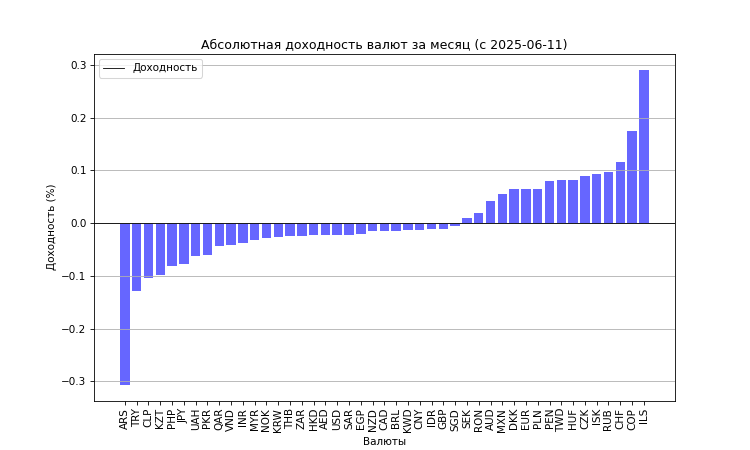 Абсолютная доходность валют за месяц (с 2025-06-11)
Доходность
Доходность (%)
0.3
0.2
0.1
0.0
−0.1
−0.2
−0.3
ARS
TRY
CLP
KZT
PHP
JPY
UAH
PKR
QAR
VND
INR
MYR
NOK
KRW
THB
ZAR
HKD
AED
USD
SAR
EGP
NZD
CAD
BRL
KWD
CNY
IDR
GBP
SGD
SEK
RON
AUD
MXN
DKK
EUR
PLN
PEN
TWD
HUF
CZK
ISK
RUB
CHF
COP
ILS
Валюты